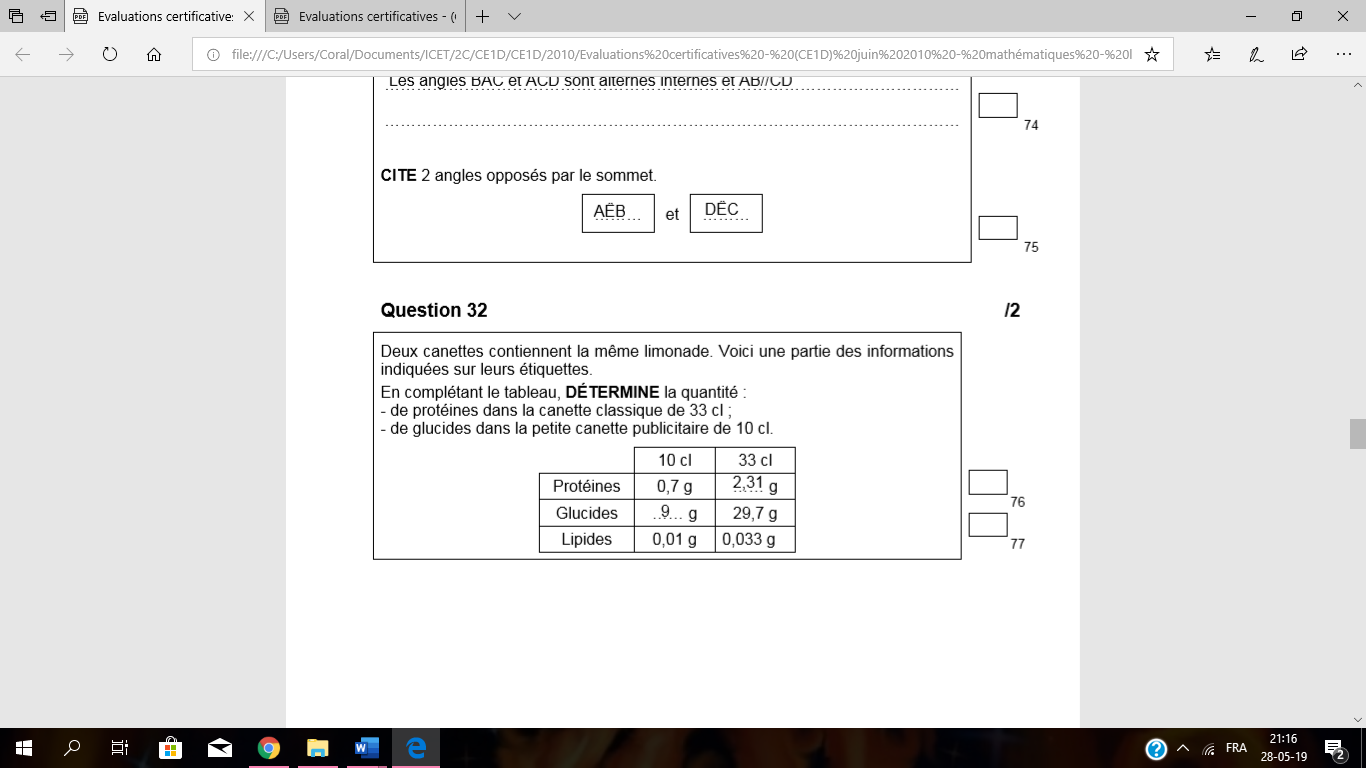 Evaluations certificatives
Evaluations certificatives - (
file:///C:/Users/Coral/Documents/ICET/2C/CE1D/CE1D/2010/Evaluations%20certificatives%20-%20(CE1D)%20juin%202010%20-%20mathématiques%20-%20l
Les angles BAC et ACD sont alternes internes et AB//CD
74
CITE 2 angles opposés par le sommet.
AËB et DËC
75
Question 32 /2
Deux canettes contiennent la même limonade. Voici une partie des informations
indiquées sur leurs étiquettes.
En complétant le tableau, DÉTERMINE la quantité :
- de protéines dans la canette classique de 33 cl ;
- de glucides dans la petite canette publicitaire de 10 cl.
10 cl 33 cl
Protéines 0,7 g 2,31 g
76
Glucides 9 g 29,7 g
Lipides 0,01 g 0,033 g
77
FRA
21:16
28-05-19
2